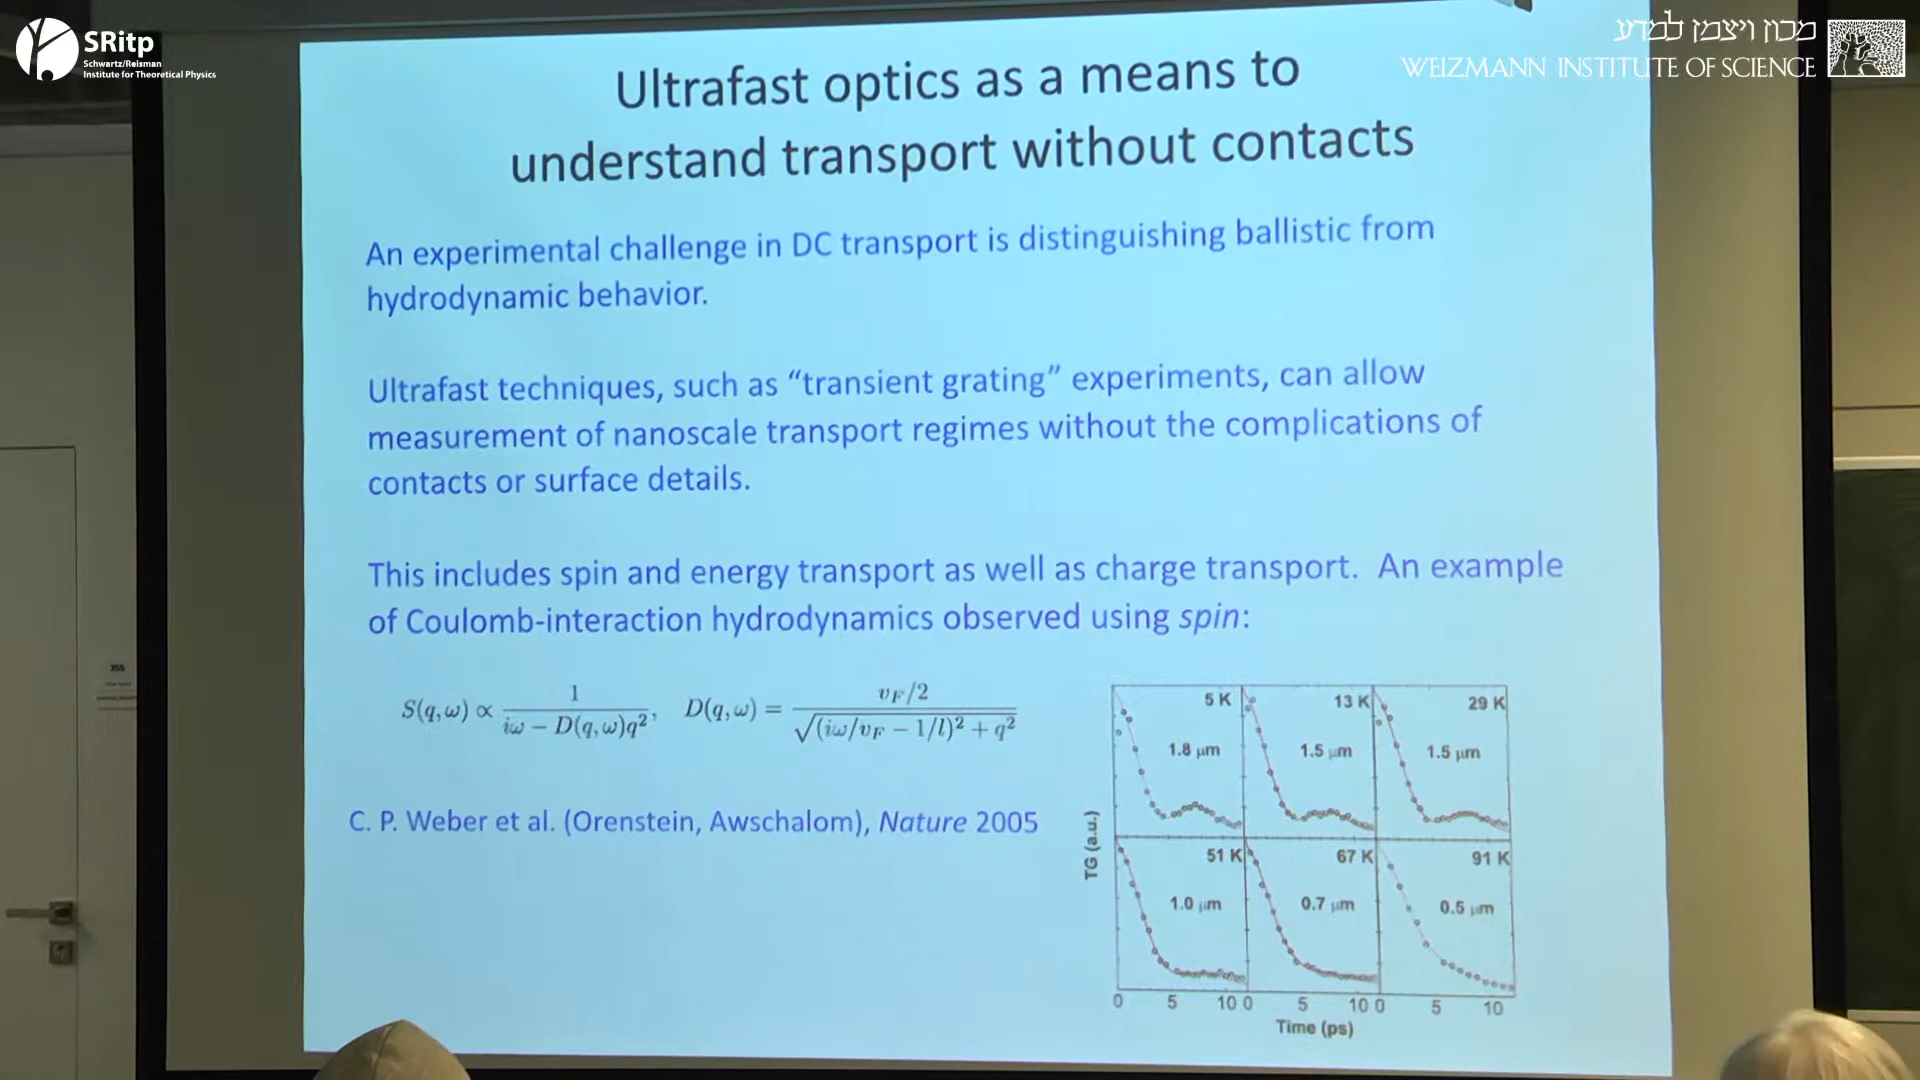 SRitp
Schwartz/Reisman
Institute for Theoretical Physics
מכון ויצמן למדע
WEIZMANN INSTITUTE OF SCIENCE
Ultrafast optics as a means to
understand transport without contacts
An experimental challenge in DC transport is distinguishing ballistic from
hydrodynamic behavior.
Ultrafast techniques, such as “transient grating” experiments, can allow
measurement of nanoscale transport regimes without the complications of
contacts or surface details.
This includes spin and energy transport as well as charge transport. An example
of Coulomb-interaction hydrodynamics observed using spin:
S(q,ω) ∝ 1 / (iω − D(q,ω)q²), D(q,ω) = (v_F/2) / √((iω/v_F − 1/l)² + q²)
C. P. Weber et al. (Orenstein, Awschalom), Nature 2005
5 K 13 K 29 K
1.8 μm 1.5 μm 1.5 μm
51 K 67 K 91 K
1.0 μm 0.7 μm 0.5 μm
TG (a.u.)
0 5 10 0 5 10 0 5 10
Time (ps)
355